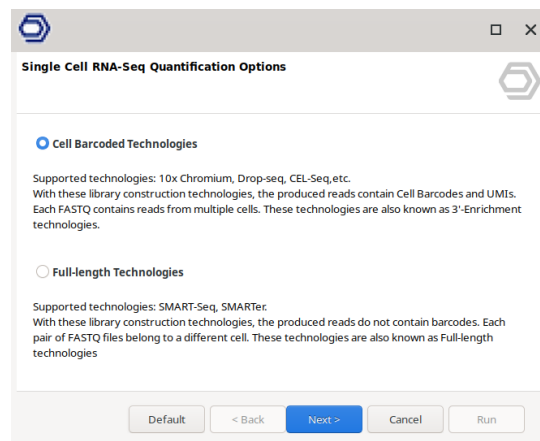 Single Cell RNA-Seq Quantification Options
Cell Barcoded Technologies
Supported technologies: 10x Chromium, Drop-seq, CEL-Seq,etc.
With these library construction technologies, the produced reads contain Cell Barcodes and UMIs.
Each FASTQ contains reads from multiple cells. These technologies are also known as 3'-Enrichment
technologies.
Full-length Technologies
Supported technologies: SMART-Seq, SMARTer.
With these library construction technologies, the produced reads do not contain barcodes. Each
pair of FASTQ files belong to a different cell. These technologies are also known as Full-length
technologies
Default < Back Next > Cancel Run